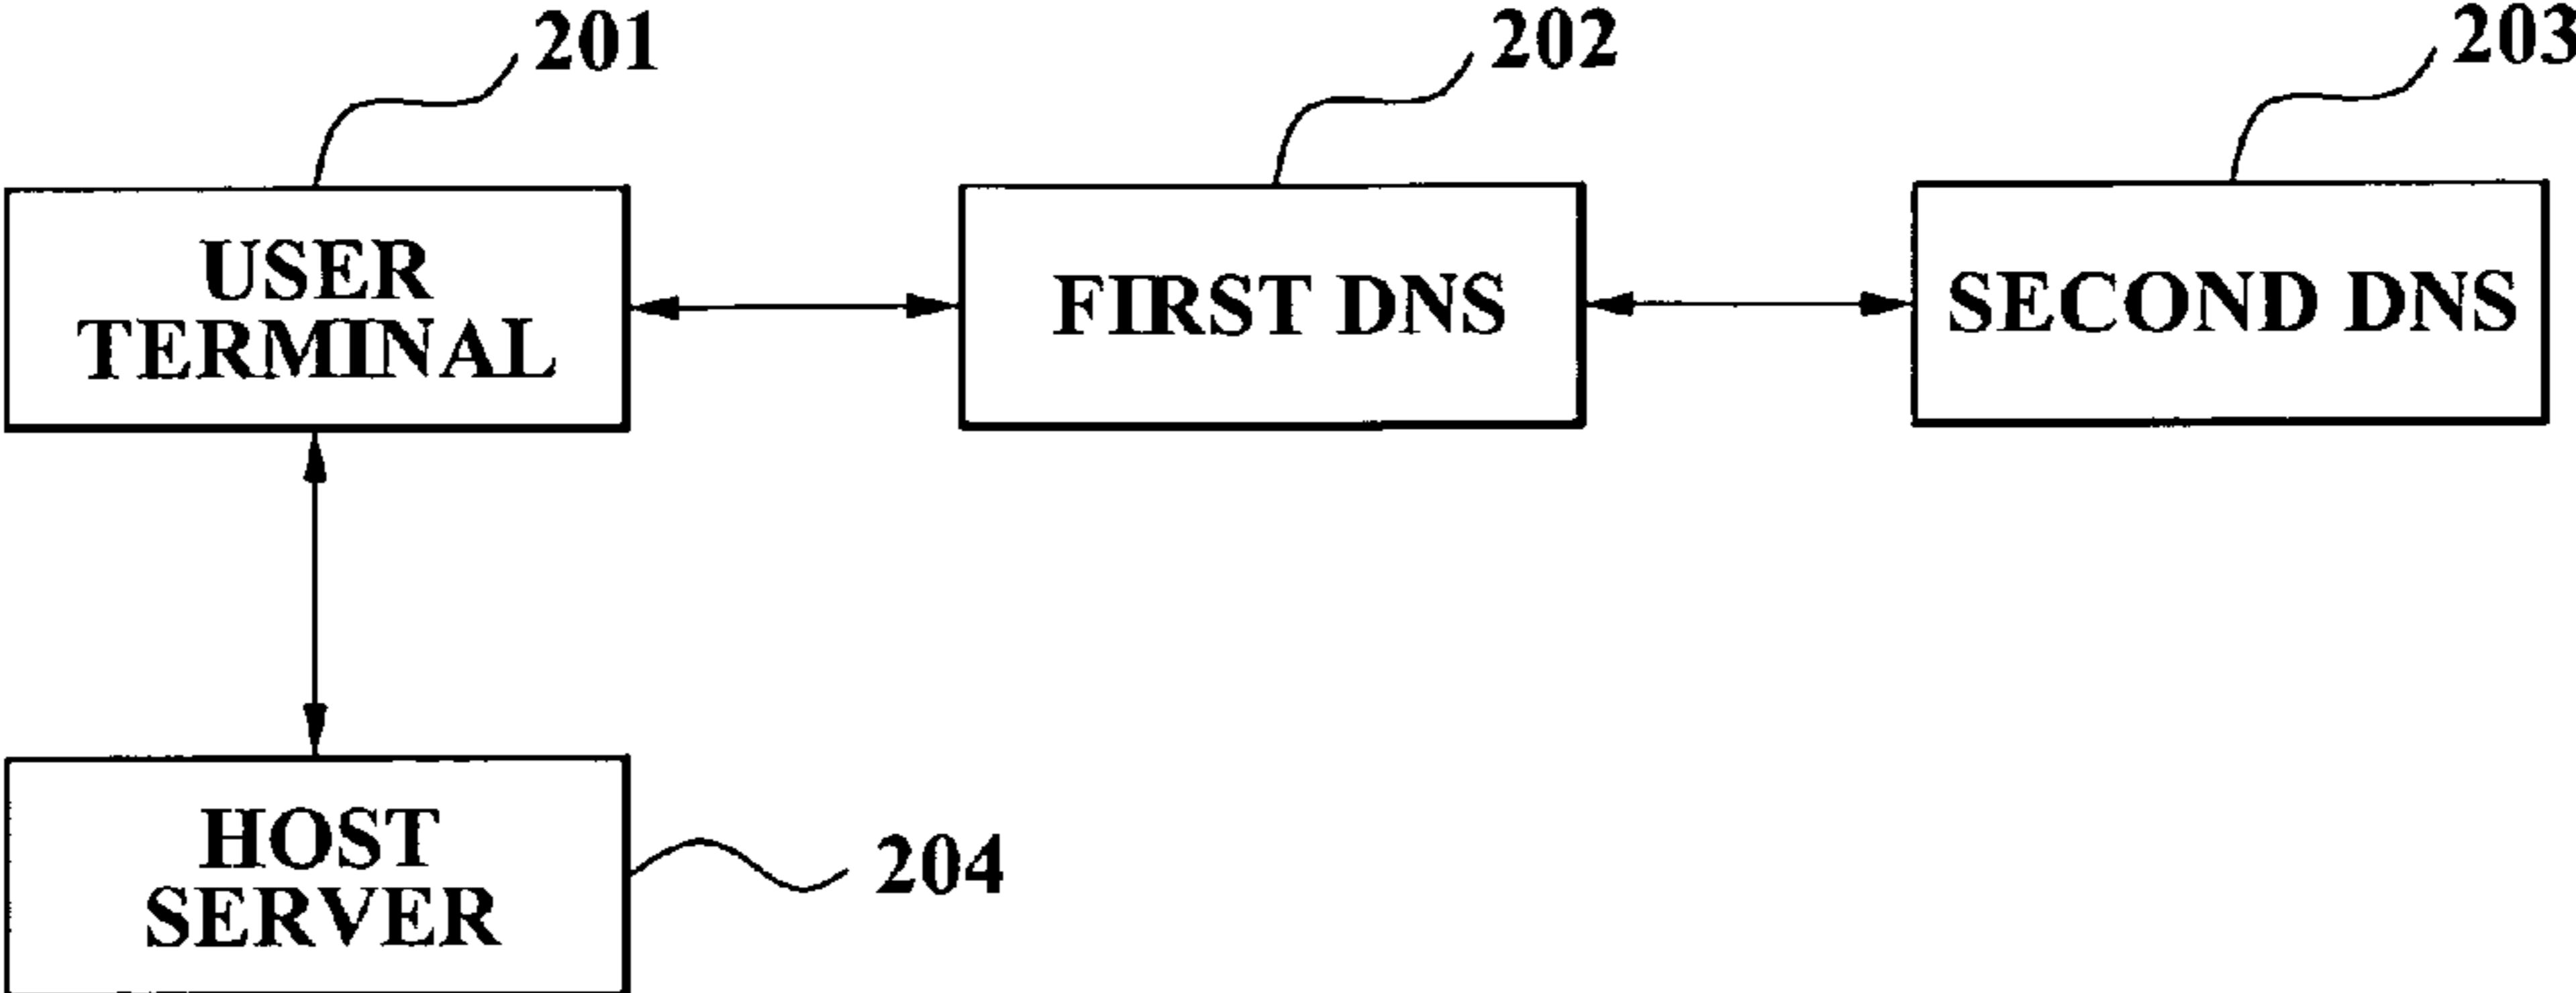 201
202
203
USER
TERMINAL
FIRST DNS
SECOND DNS
HOST
SERVER
204